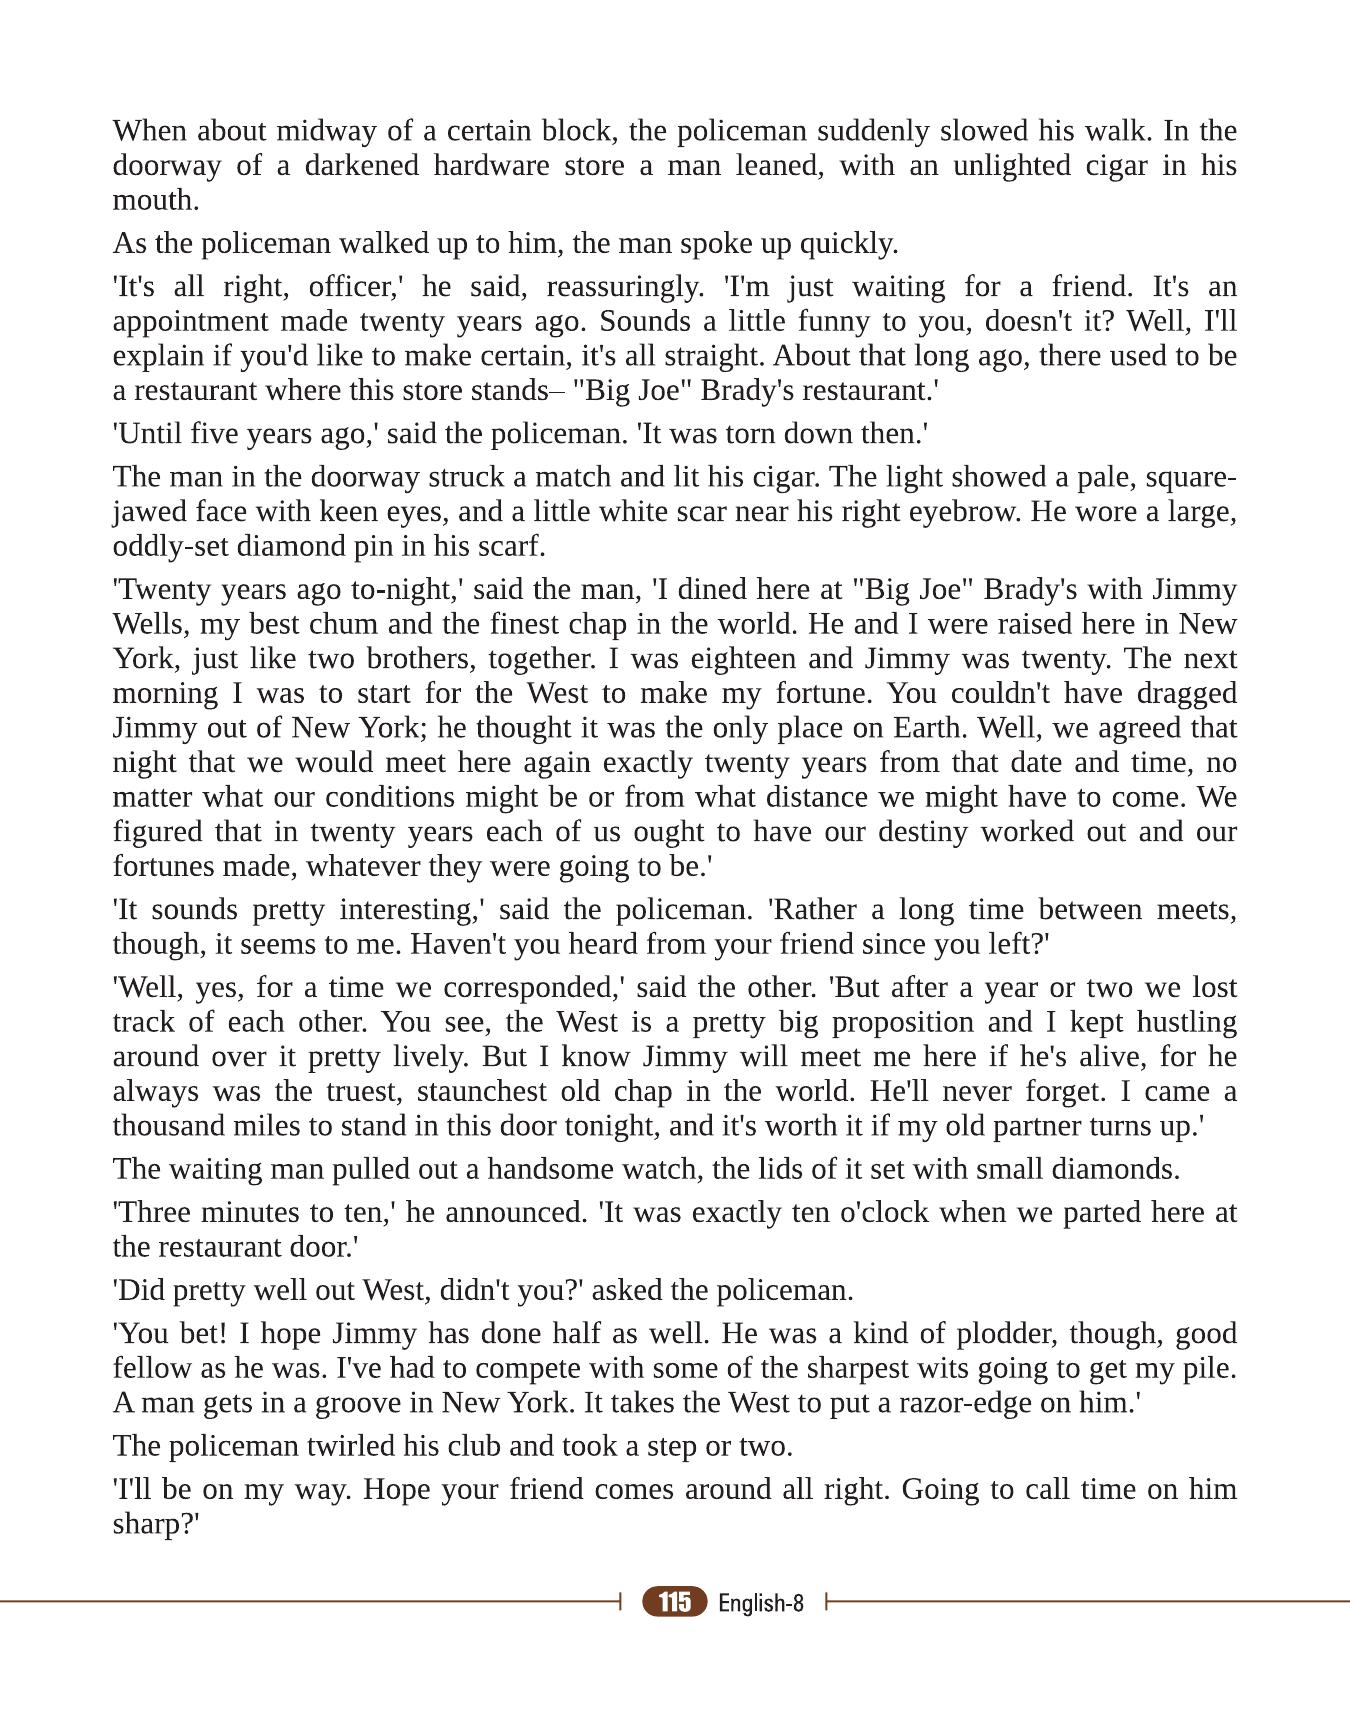 When about midway of a certain block, the policeman suddenly slowed his walk. In the
doorway of a darkened hardware store a man leaned, with an unlighted cigar in his
mouth.
As the policeman walked up to him, the man spoke up quickly.
'It's all right, officer,' he said, reassuringly. 'I'm just waiting for a friend. It's an
appointment made twenty years ago. Sounds a little funny to you, doesn't it? Well, I'll
explain if you'd like to make certain, it's all straight. About that long ago, there used to be
a restaurant where this store stands– "Big Joe" Brady's restaurant.'
'Until five years ago,' said the policeman. 'It was torn down then.'
The man in the doorway struck a match and lit his cigar. The light showed a pale, square-
jawed face with keen eyes, and a little white scar near his right eyebrow. He wore a large,
oddly-set diamond pin in his scarf.
'Twenty years ago to-night,' said the man, 'I dined here at "Big Joe" Brady's with Jimmy
Wells, my best chum and the finest chap in the world. He and I were raised here in New
York, just like two brothers, together. I was eighteen and Jimmy was twenty. The next
morning I was to start for the West to make my fortune. You couldn't have dragged
Jimmy out of New York; he thought it was the only place on Earth. Well, we agreed that
night that we would meet here again exactly twenty years from that date and time, no
matter what our conditions might be or from what distance we might have to come. We
figured that in twenty years each of us ought to have our destiny worked out and our
fortunes made, whatever they were going to be.'
'It sounds pretty interesting,' said the policeman. 'Rather a long time between meets,
though, it seems to me. Haven't you heard from your friend since you left?'
'Well, yes, for a time we corresponded,' said the other. 'But after a year or two we lost
track of each other. You see, the West is a pretty big proposition and I kept hustling
around over it pretty lively. But I know Jimmy will meet me here if he's alive, for he
always was the truest, staunchest old chap in the world. He'll never forget. I came a
thousand miles to stand in this door tonight, and it's worth it if my old partner turns up.'
The waiting man pulled out a handsome watch, the lids of it set with small diamonds.
'Three minutes to ten,' he announced. 'It was exactly ten o'clock when we parted here at
the restaurant door.'
'Did pretty well out West, didn't you?' asked the policeman.
'You bet! I hope Jimmy has done half as well. He was a kind of plodder, though, good
fellow as he was. I've had to compete with some of the sharpest wits going to get my pile.
A man gets in a groove in New York. It takes the West to put a razor-edge on him.'
The policeman twirled his club and took a step or two.
'I'll be on my way. Hope your friend comes around all right. Going to call time on him
sharp?'
115 English-8